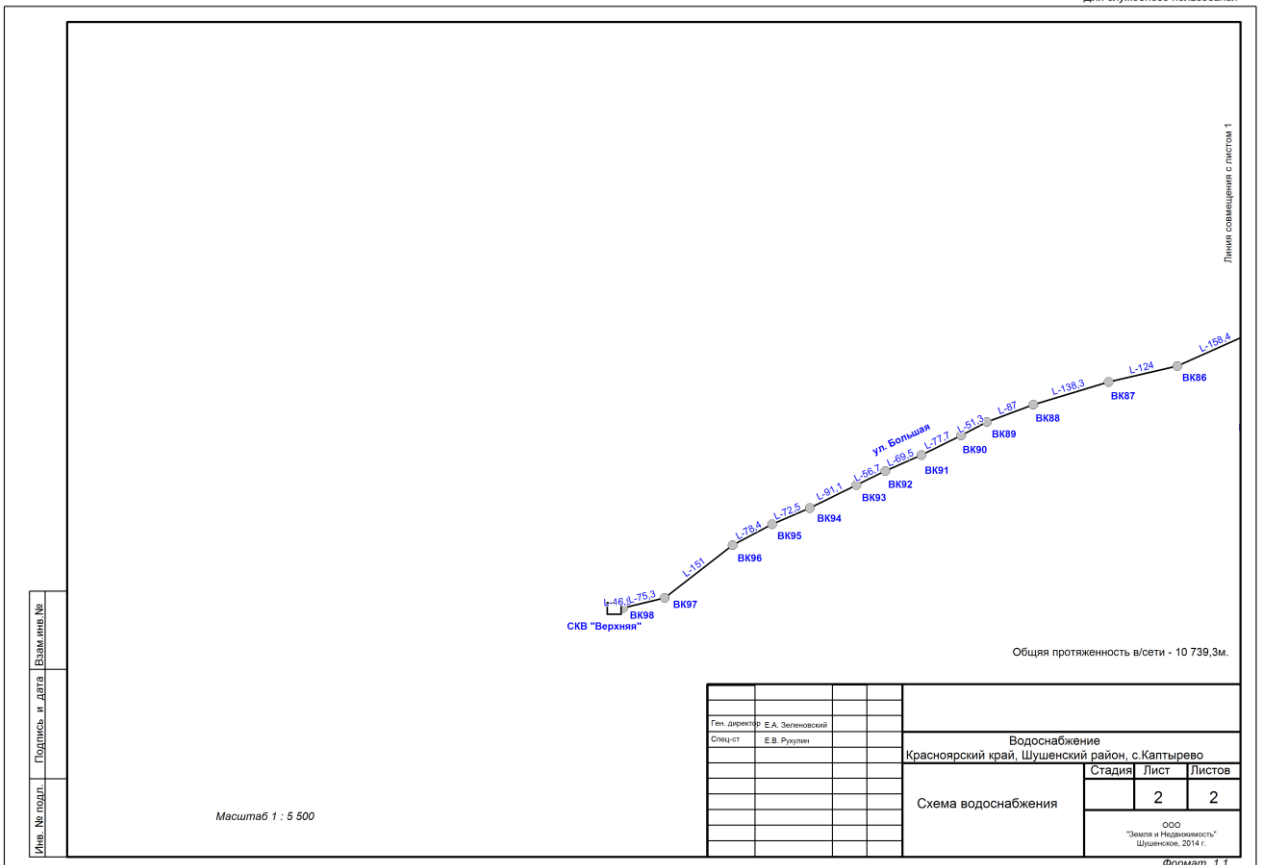 Линия совмещения с листом 1
L-158,4
ВК86
L-124
ВК87
L-138,3
ВК88
L-87
ВК89
L-51,3
ВК90
ул. Большая
L-77,7
ВК91
L-69,5
ВК92
L-56,7
ВК93
L-91,1
ВК94
L-72,5
ВК95
L-78,4
ВК96
L-151
ВК97
L-75,3
ВК98
СКВ "Верхняя"
Общяя протяженность в/сети - 10 739,3м.
Взам.инв.№
Подпись и дата
Инв. № подл.
Масштаб 1 : 5 500
Ген. директор Е.А. Зеленовский
Спец-ст Е.В. Рукулин
Водоснабжение
Красноярский край, Шушенский район, с.Каптырево
Схема водоснабжения
Стадия Лист Листов
2 2
ООО
"Земля и Недвижимость"
Шушенское, 2014 г.
Формат 1.1